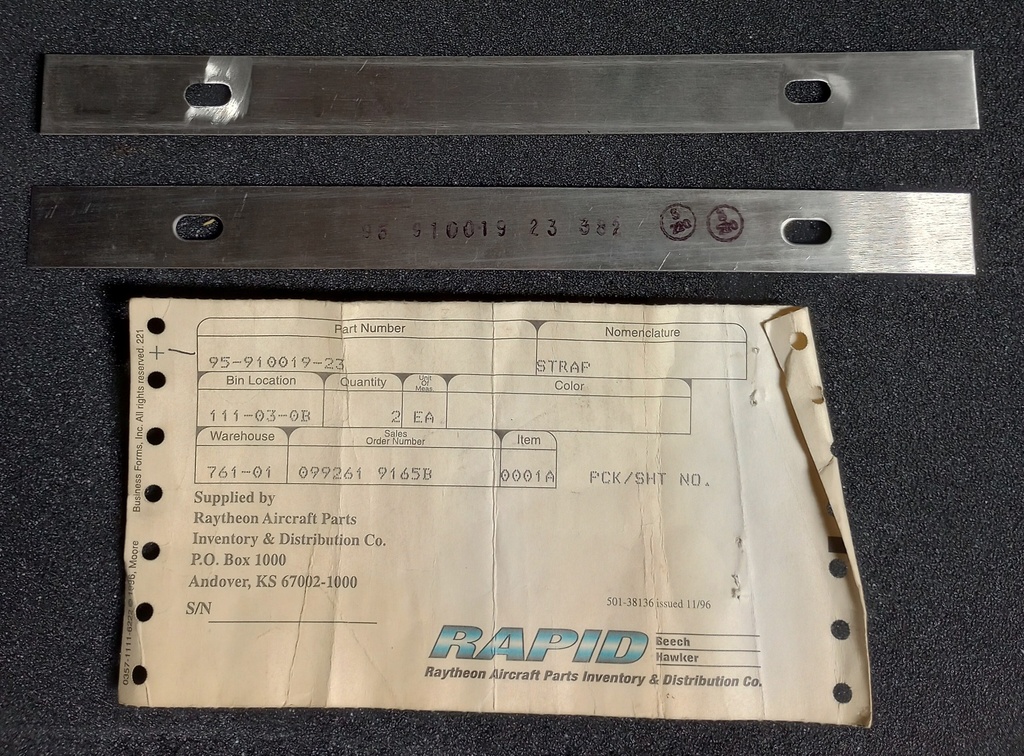 95 910019 23 382
Part Number
Nomenclature
95-910019-23
STRAP
Bin Location
Quantity
Unit Of Meas.
Color
111-03-0B
2
EA
Warehouse
Sales Order Number
Item
761-01
099261 9165B
0001A
PCK/SHT NO.
Supplied by
Raytheon Aircraft Parts
Inventory & Distribution Co.
P.O. Box 1000
Andover, KS 67002-1000
S/N
501-38136 issued 11/96
RAPID
Beech
Hawker
Raytheon Aircraft Parts Inventory & Distribution Co.
Moore Business Forms, Inc. All rights reserved. 221